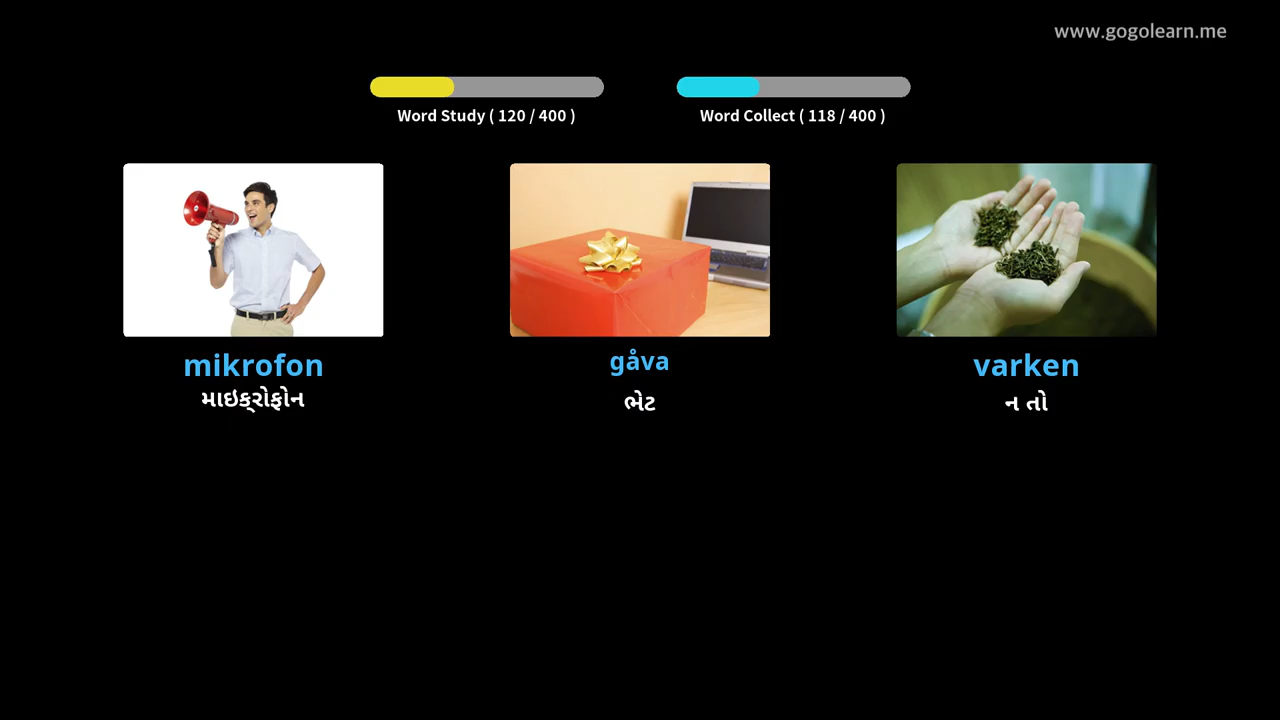 www.gogolearn.me
Word Study ( 120 / 400 )
Word Collect ( 118 / 400 )
mikrofon
માઇક્રોફોન
gåva
ભેટ
varken
ન તો